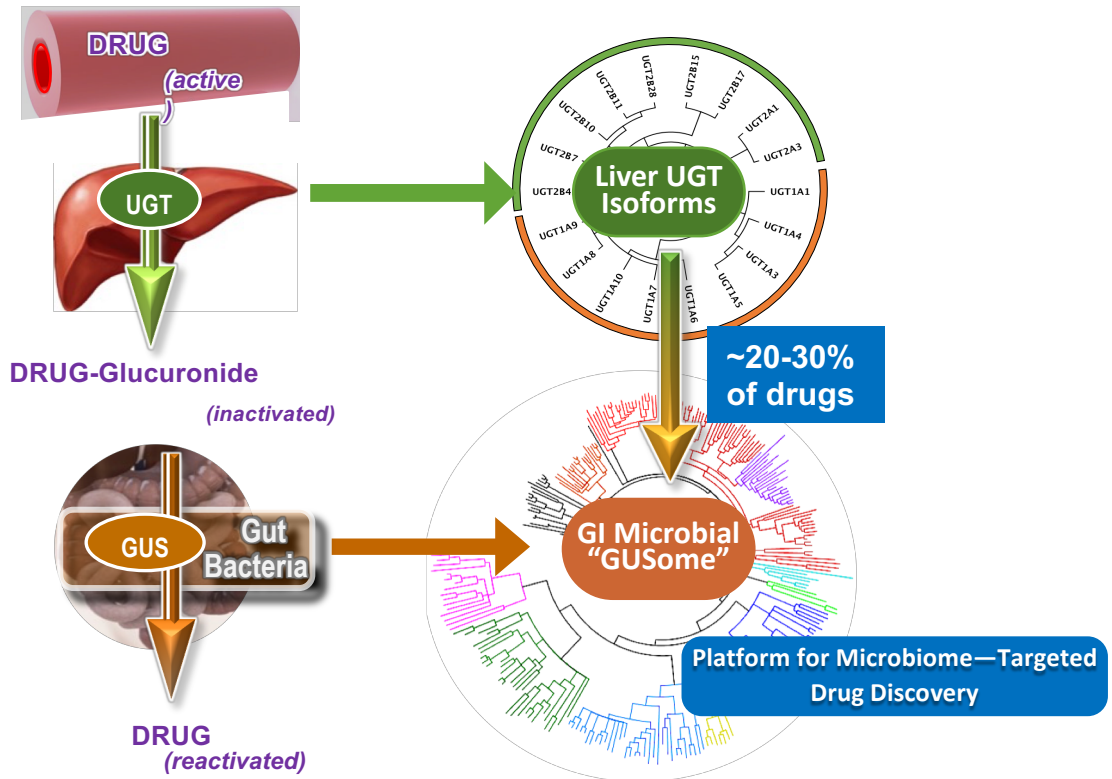 DRUG
(active
)
UGT
DRUG-Glucuronide
(inactivated)
GUS
Gut
Bacteria
DRUG
(reactivated)
Liver UGT
Isoforms
UGT2B15
UGT2B17
UGT2A1
UGT2A3
UGT1A1
UGT1A4
UGT1A3
UGT1A5
UGT1A6
UGT1A7
UGT1A10
UGT1A8
UGT1A9
UGT2B4
UGT2B7
UGT2B10
UGT2B11
UGT2B28
~20-30%
of drugs
GI Microbial
“GUSome”
Platform for Microbiome—Targeted
Drug Discovery